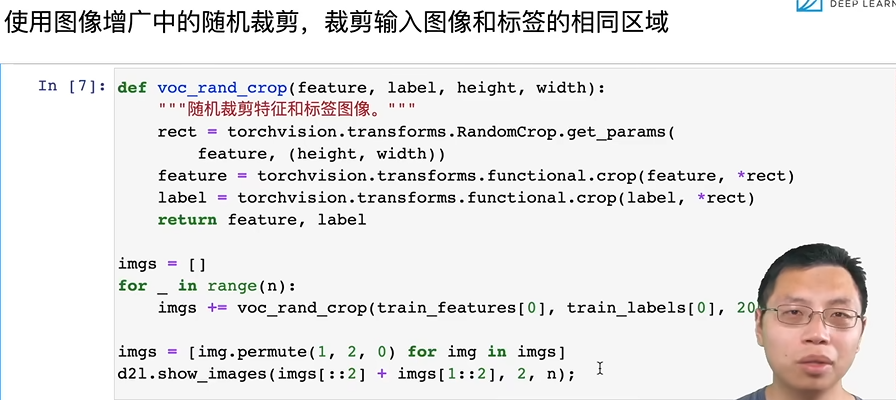 使用图像增广中的随机裁剪，裁剪输入图像和标签的相同区域
DEEP LEARN
In [7]:
def voc_rand_crop(feature, label, height, width):
    """随机裁剪特征和标签图像。"""
    rect = torchvision.transforms.RandomCrop.get_params(
        feature, (height, width))
    feature = torchvision.transforms.functional.crop(feature, *rect)
    label = torchvision.transforms.functional.crop(label, *rect)
    return feature, label
imgs = []
for _ in range(n):
    imgs += voc_rand_crop(train_features[0], train_labels[0], 20
imgs = [img.permute(1, 2, 0) for img in imgs]
d2l.show_images(imgs[::2] + imgs[1::2], 2, n);